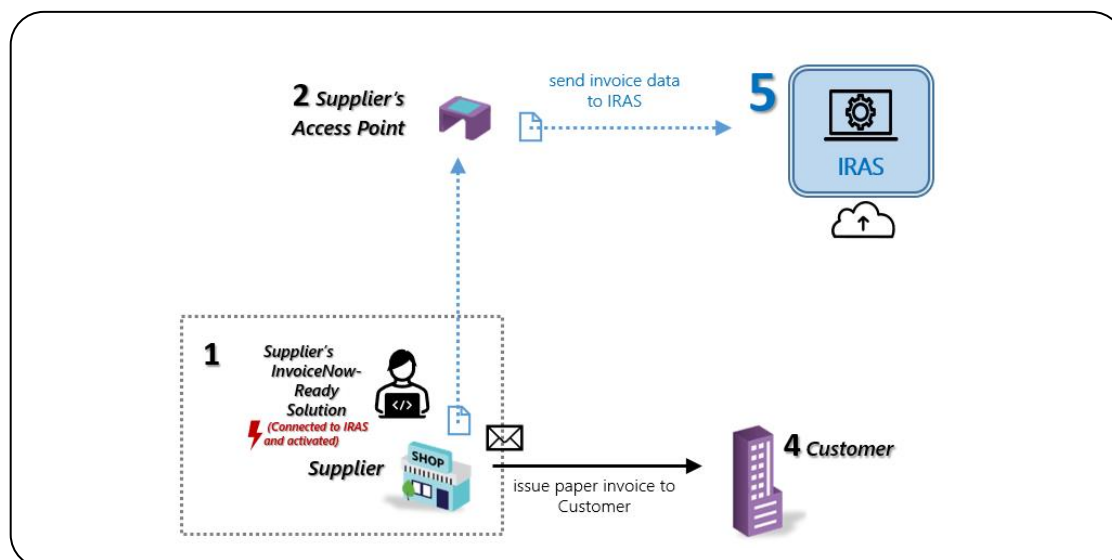 2 Supplier's
Access Point
send invoice data
to IRAS
5
IRAS
1
Supplier's
InvoiceNow-
Ready
Solution
(Connected to IRAS
and activated)
</>
SHOP
Supplier
issue paper invoice to
Customer
4 Customer